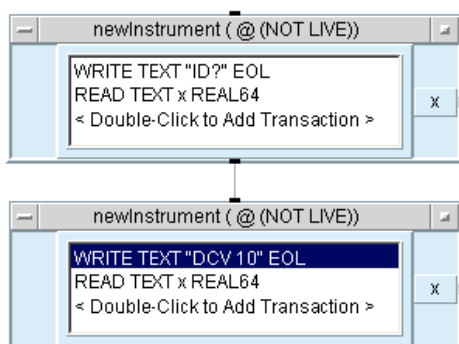 newInstrument ( @ (NOT LIVE))
WRITE TEXT "ID?" EOL
READ TEXT x REAL64
< Double-Click to Add Transaction >
X
newInstrument ( @ (NOT LIVE))
WRITE TEXT "DCV 10" EOL
READ TEXT x REAL64
< Double-Click to Add Transaction >
X